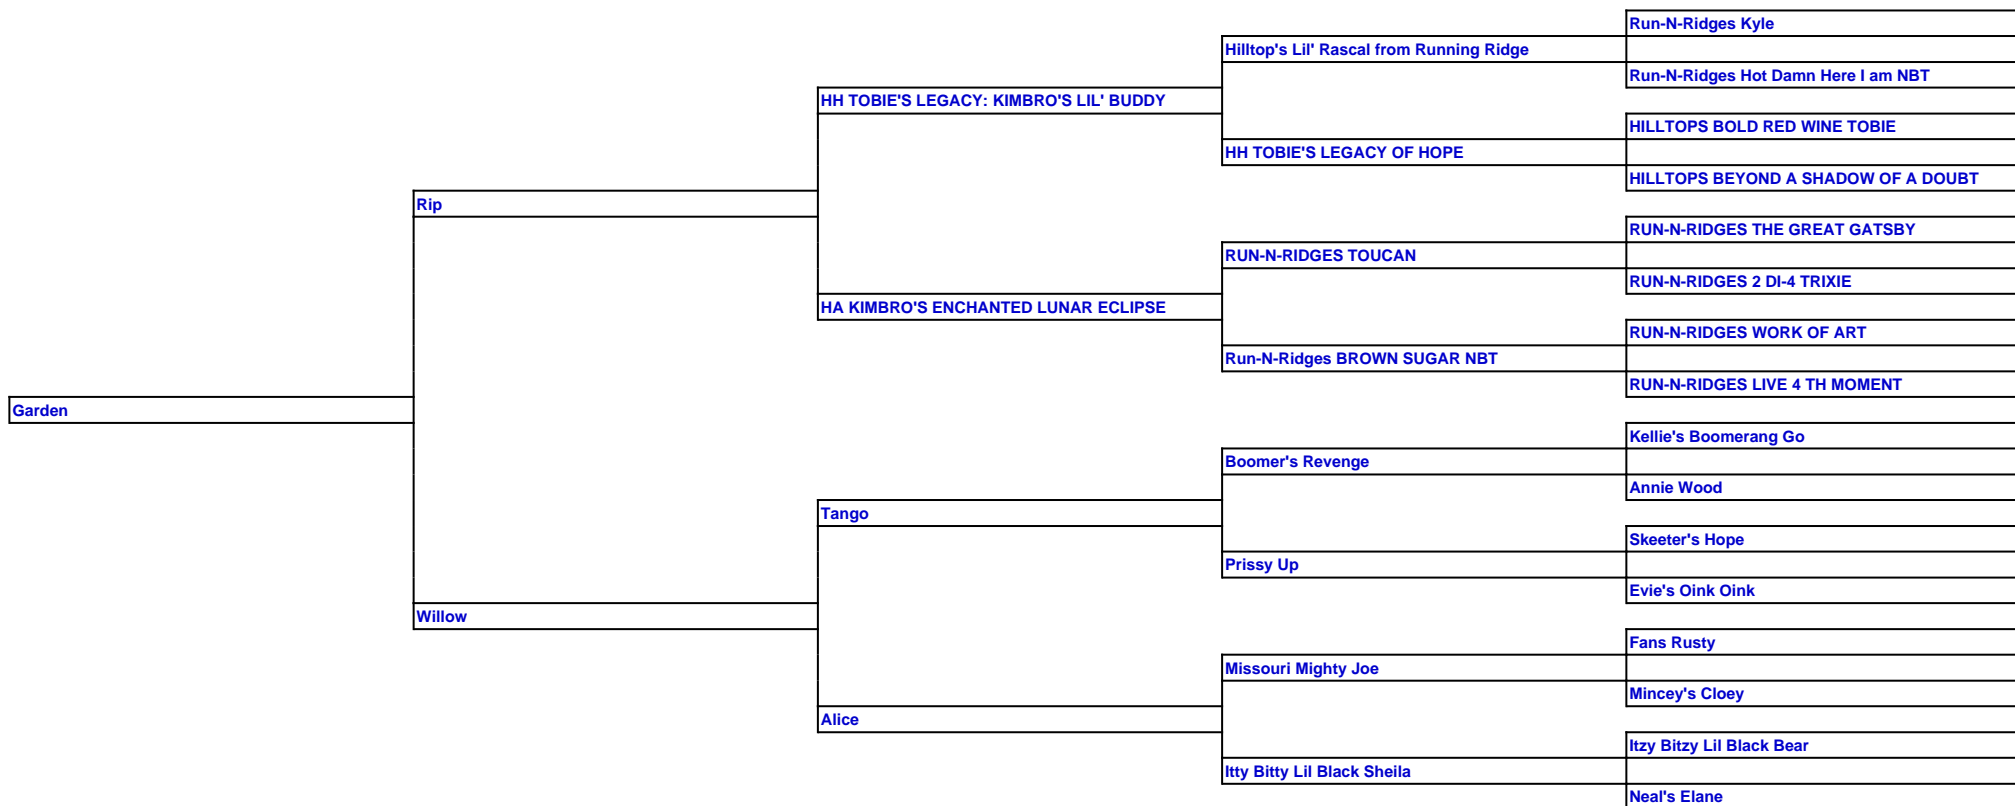 Run-N-Ridges Kyle
Hilltop's Lil' Rascal from Running Ridge
Run-N-Ridges Hot Damn Here I am NBT
HH TOBIE'S LEGACY: KIMBRO'S LIL' BUDDY
HILLTOPS BOLD RED WINE TOBIE
HH TOBIE'S LEGACY OF HOPE
HILLTOPS BEYOND A SHADOW OF A DOUBT
Rip
RUN-N-RIDGES THE GREAT GATSBY
RUN-N-RIDGES TOUCAN
RUN-N-RIDGES 2 DI-4 TRIXIE
HA KIMBRO'S ENCHANTED LUNAR ECLIPSE
RUN-N-RIDGES WORK OF ART
Run-N-Ridges BROWN SUGAR NBT
RUN-N-RIDGES LIVE 4 TH MOMENT
Garden
Kellie's Boomerang Go
Boomer's Revenge
Annie Wood
Tango
Skeeter's Hope
Prissy Up
Evie's Oink Oink
Willow
Fans Rusty
Missouri Mighty Joe
Mincey's Cloey
Alice
Itzy Bitzy Lil Black Bear
Itty Bitty Lil Black Sheila
Neal's Elane